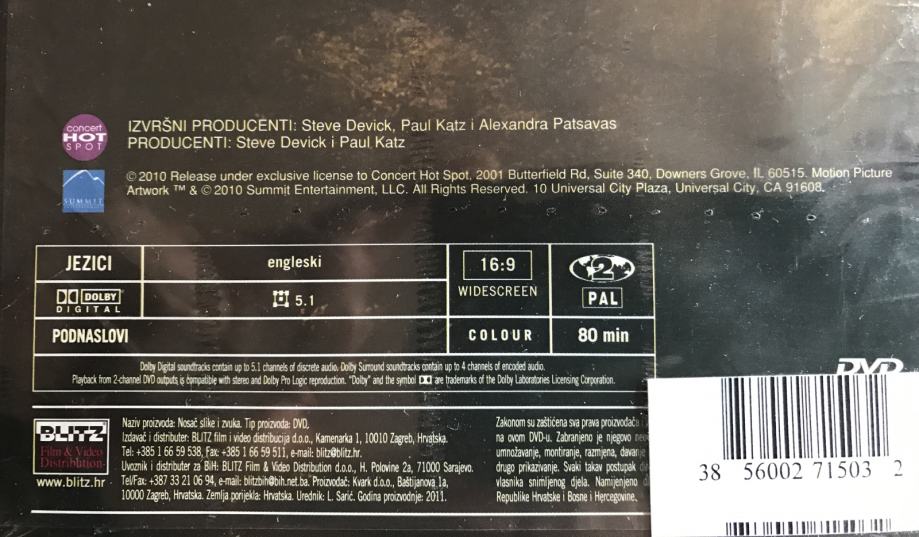 concert
HOT
SPOT
IZVRŠNI PRODUCENTI: Steve Devick, Paul Katz i Alexandra Patsavas
PRODUCENTI: Steve Devick i Paul Katz
SUMMIT
© 2010 Release under exclusive license to Concert Hot Spot, 2001 Butterfield Rd, Suite 340, Downers Grove, IL 60515. Motion Picture
Artwork ™ & © 2010 Summit Entertainment, LLC. All Rights Reserved. 10 Universal City Plaza, Universal City, CA 91608.
JEZICI
engleski
16:9
WIDESCREEN
2
PAL
DOLBY
DIGITAL
5.1
PODNASLOVI
COLOUR
80 min
Dolby Digital soundtracks contain up to 5.1 channels of discrete audio. Dolby Surround soundtracks contain up to 4 channels of encoded audio.
Playback from 2-channel DVD outputs is compatible with stereo and Dolby Pro Logic reproduction. "Dolby" and the symbol are trademarks of the Dolby Laboratories Licensing Corporation.
DVD
BLITZ
Film & Video
Distribution
www.blitz.hr
Naziv proizvoda: Nosač slike i zvuka. Tip proizvoda: DVD,
Izdavač i distributer: BLITZ film i video distribucija d.o.o., Kamenarka 1, 10010 Zagreb, Hrvatska.
Tel: +385 1 66 59 538, Fax: +385 1 66 59 511, e-mail: blitz@blitz.hr.
Uvoznik i distributer za BiH: BLITZ Film & Video Distribution d.o.o., H. Polovine 2a, 71000 Sarajevo.
Tel/Fax: +387 33 21 06 94, e-mail: blitzbih@bih.net.ba. Proizvođač: Kvark d.o.o., Baštijanova 1a,
10000 Zagreb, Hrvatska. Zemlja porijekla: Hrvatska. Urednik: L. Sarić. Godina proizvodnje: 2011.
Zakonom su zaštićena sva prava proizvođača i
na ovom DVD-u. Zabranjeno je njegovo
umnožavanje, montiranje, razmjena, davanje
drugo prikazivanje. Svaki takav postupak
vlasnika snimljenog djela. Namijenjeno
Republike Hrvatske i Bosne i Hercegovine.
38 56002 71503 2